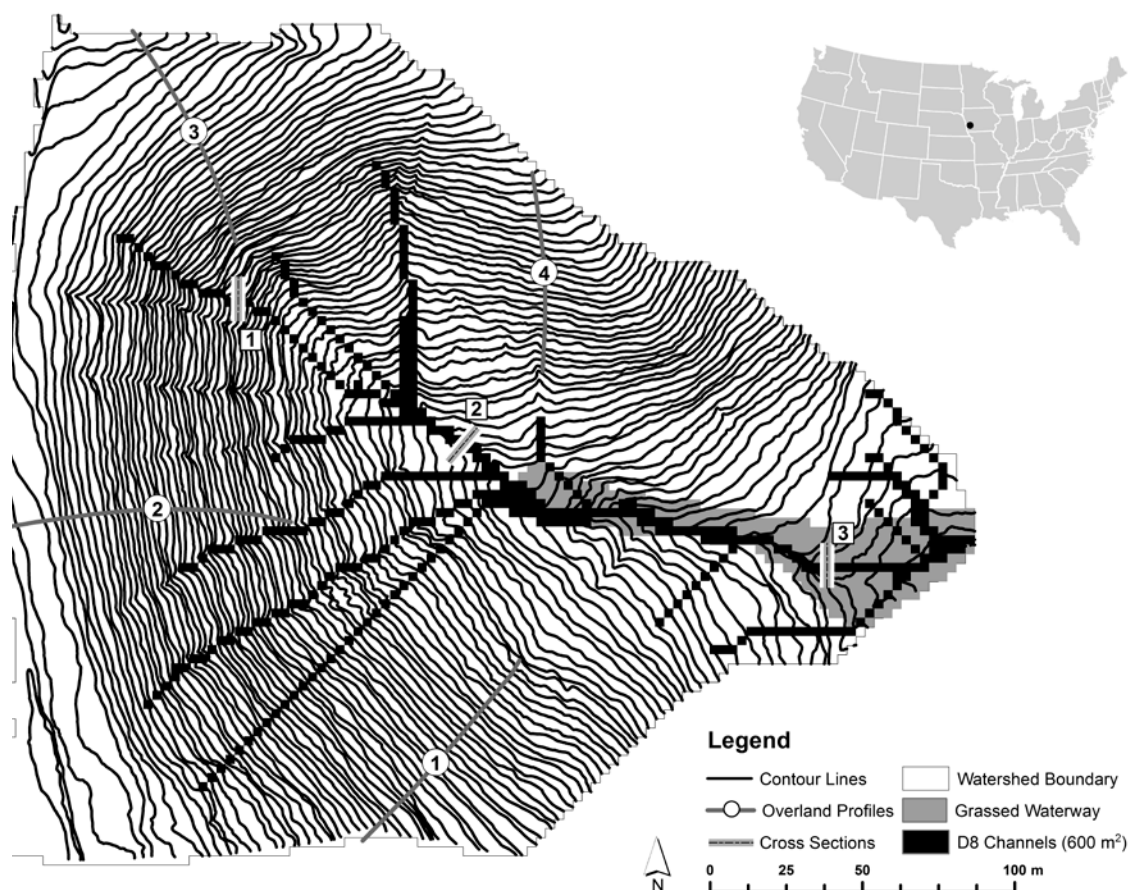 3
4
1
2
3
2
1
Legend
Contour Lines
Watershed Boundary
Overland Profiles
Grassed Waterway
Cross Sections
D8 Channels (600 m²)
N
0 25 50 100 m